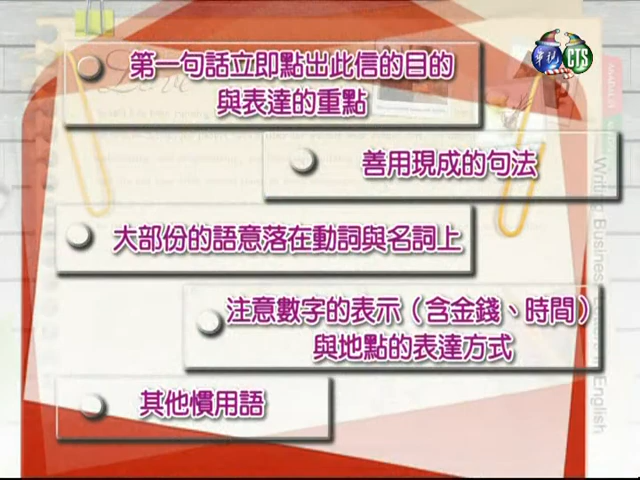 華視 CTS
第一句話立即點出此信的目的
與表達的重點
善用現成的句法
大部份的語意落在動詞與名詞上
注意數字的表示（含金錢、時間）
與地點的表達方式
其他慣用語